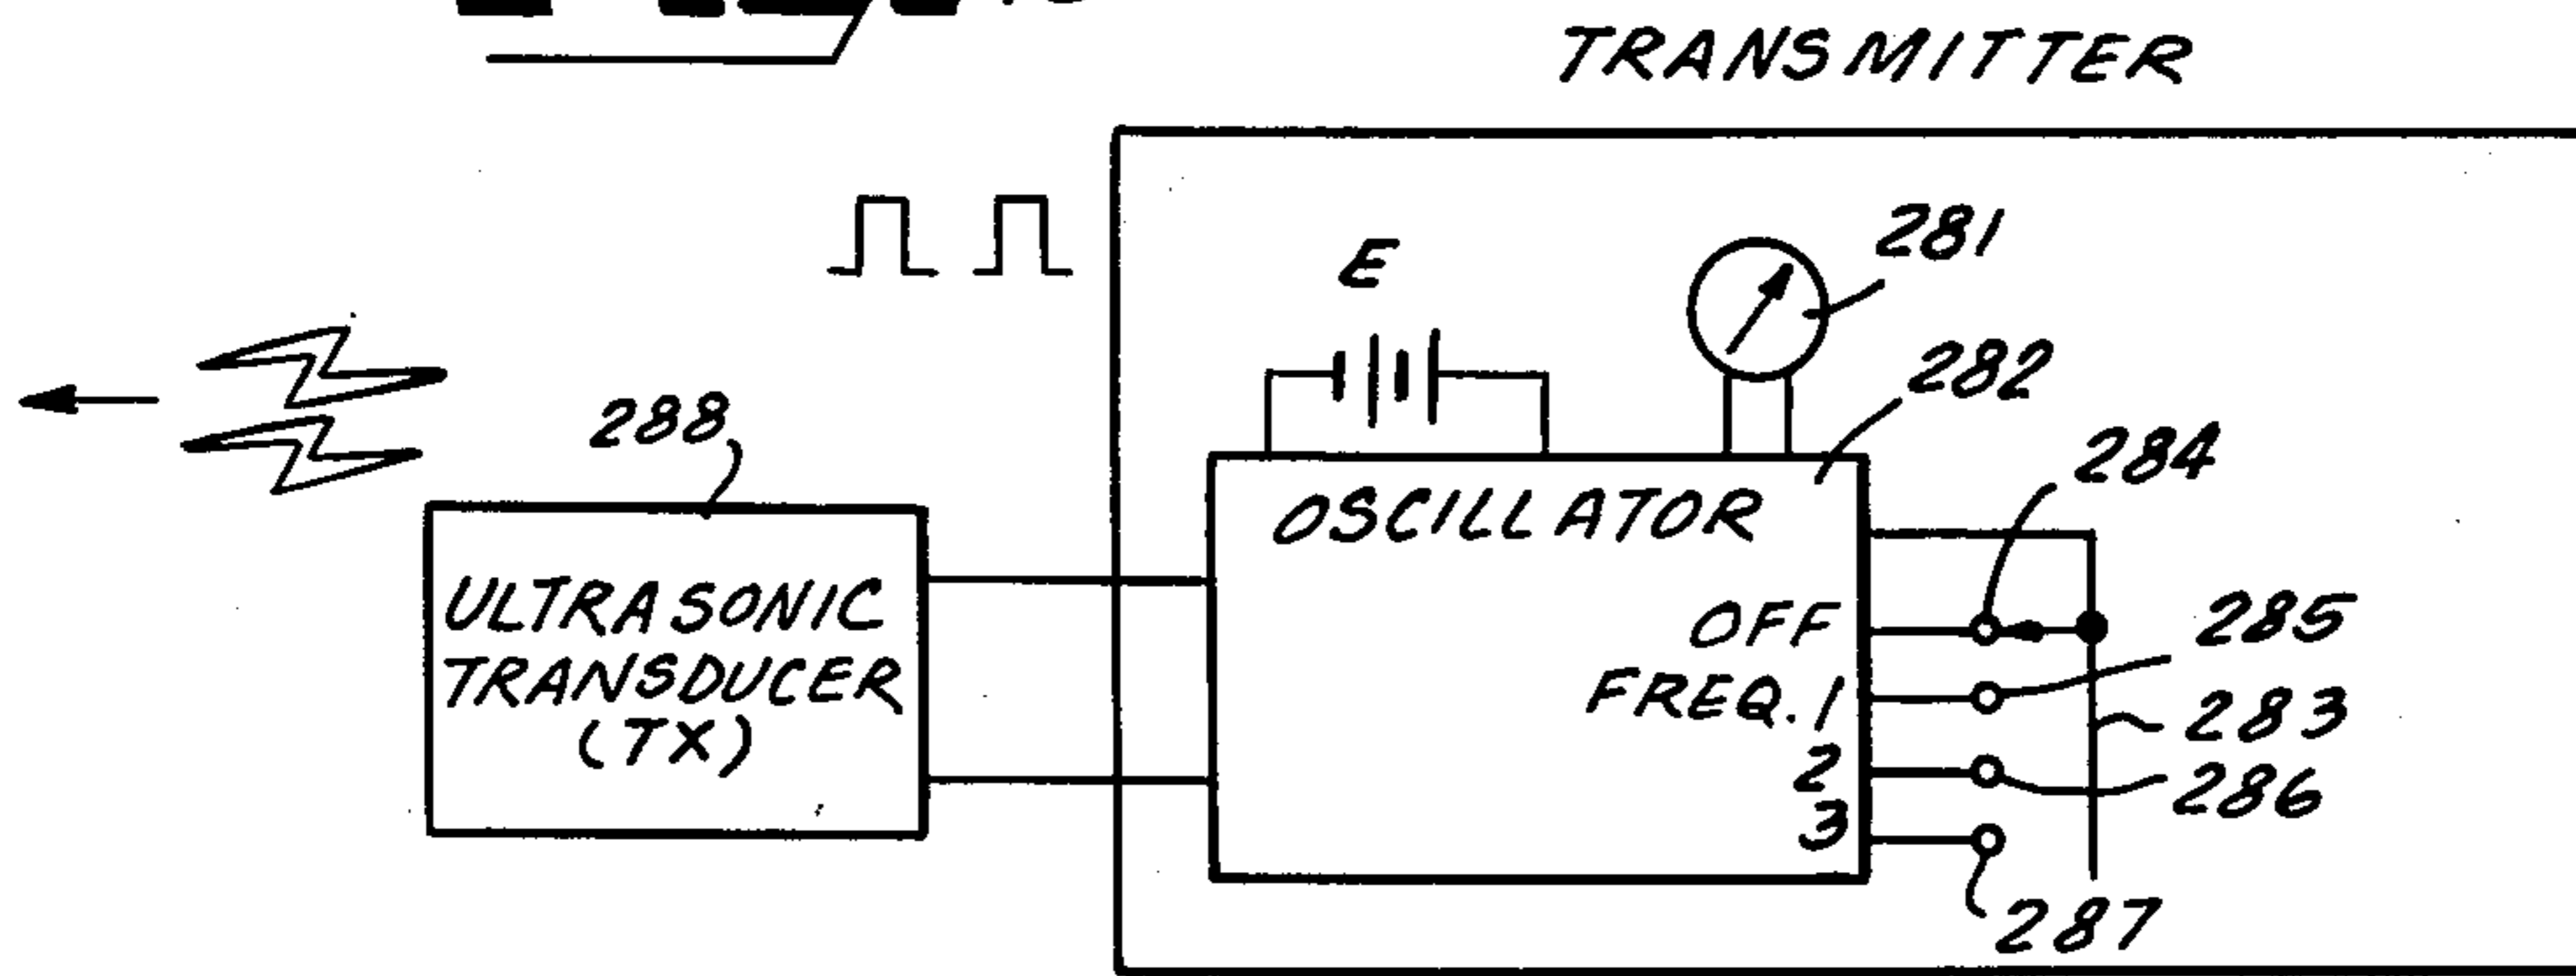 TRANSMITTER
E
281
282
288
284
OSCILLATOR
ULTRASONIC
TRANSDUCER
(TX)
OFF
285
FREQ. 1
283
2
286
3
287